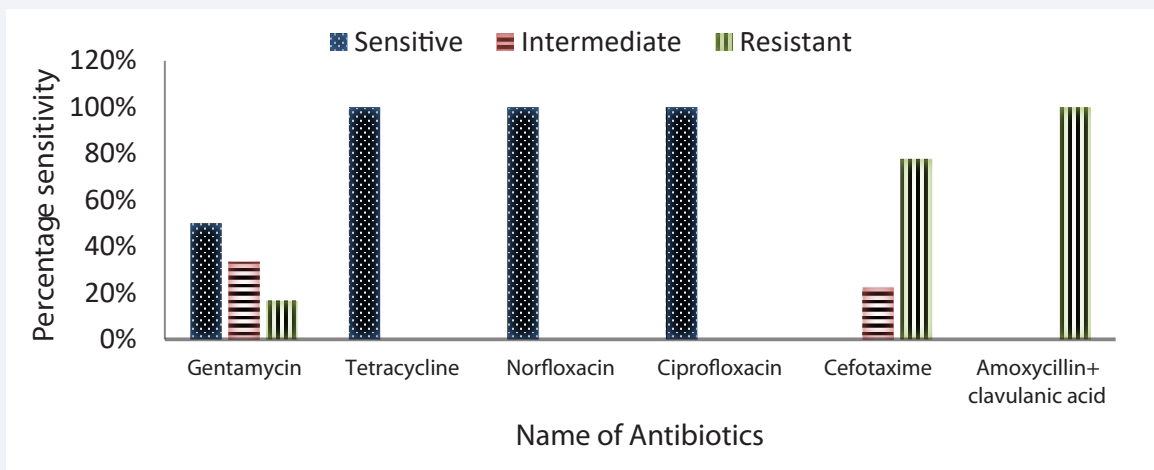 Sensitive Intermediate Resistant
120%
100%
80%
60%
40%
20%
0%
Percentage sensitivity
Gentamycin Tetracycline Norfloxacin Ciprofloxacin Cefotaxime Amoxycillin+
clavulanic acid
Name of Antibiotics